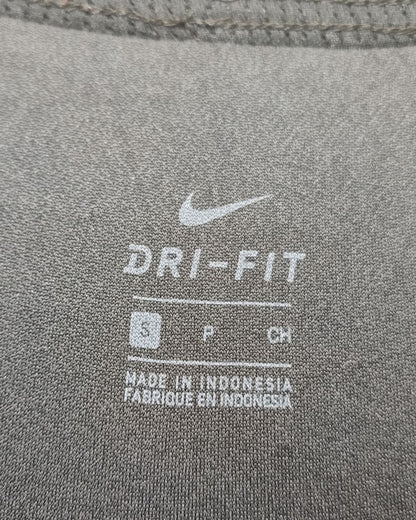 DRI-FIT
S P CH
MADE IN INDONESIA
FABRIQUE EN INDONESIA